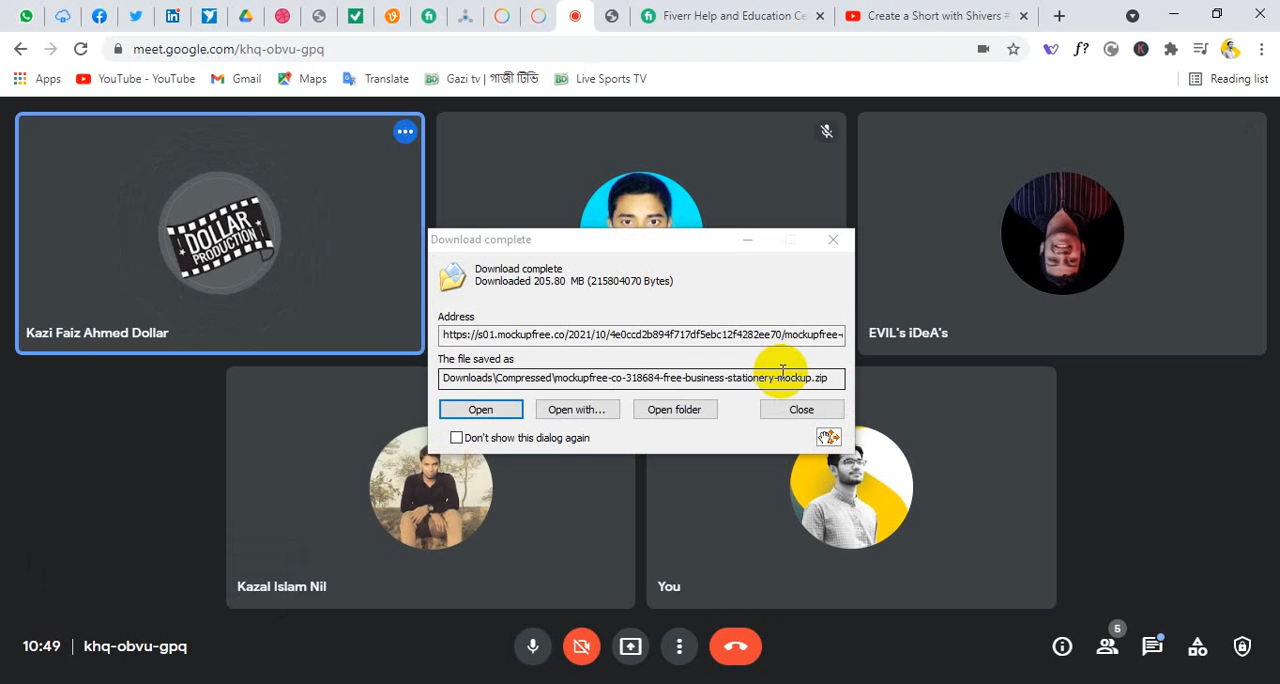 Fiverr Help and Education Ce
Create a Short with Shivers #
meet.google.com/khq-obvu-gpq
f?
K
Apps
YouTube - YouTube
Gmail
Maps
Translate
Gazi tv | গাজী টিভি
Live Sports TV
Reading list
DOLLAR
PRODUCTION
Kazi Faiz Ahmed Dollar
EVIL's iDeA's
Download complete
Download complete
Downloaded 205.80 MB (215804070 Bytes)
Address
https://s01.mockupfree.co/2021/10/4e0ccd2b894f717df5ebc12f4282ee70/mockupfree-
The file saved as
Downloads\Compressed\mockupfree-co-318684-free-business-stationery-mockup.zip
Open
Open with...
Open folder
Close
Don't show this dialog again
Kazal Islam Nil
You
10:49 | khq-obvu-gpq
5